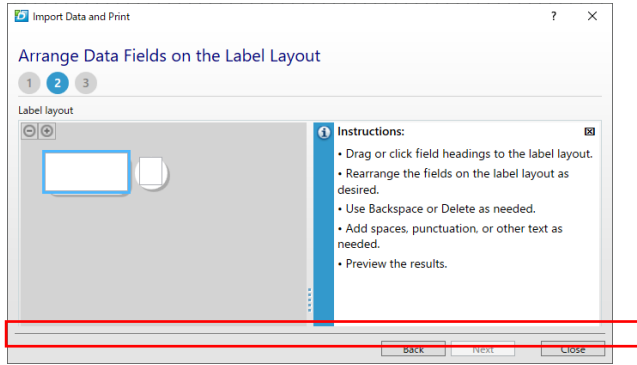 Import Data and Print
?
Arrange Data Fields on the Label Layout
1 2 3
Label layout
Instructions:
• Drag or click field headings to the label layout.
• Rearrange the fields on the label layout as
desired.
• Use Backspace or Delete as needed.
• Add spaces, punctuation, or other text as
needed.
• Preview the results.
Back Next Close